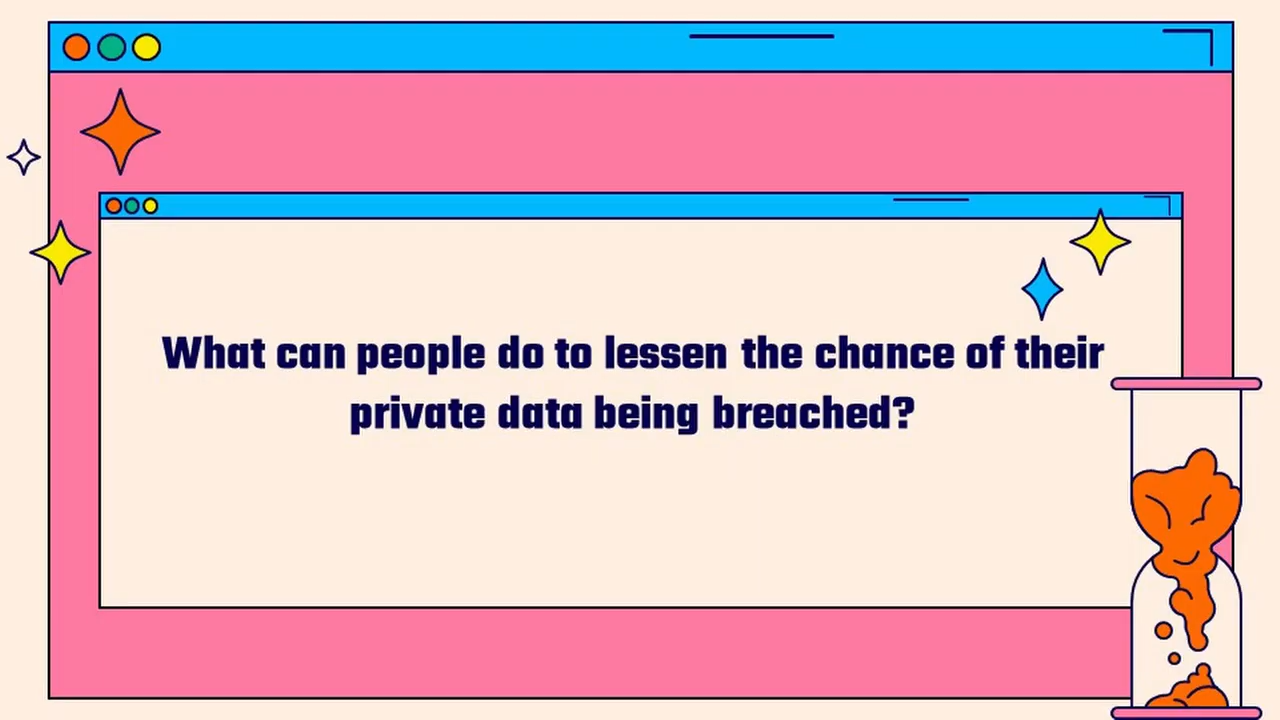 What can people do to lessen the chance of their
private data being breached?